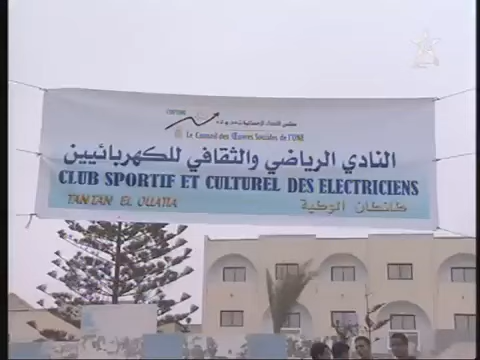 Le Conseil des Œuvres Sociales de l'ONE
النادي الرياضي والثقافي للكهربائيين
CLUB SPORTIF ET CULTUREL DES ELECTRICIENS
TANTAN EL OUATIA
طانطان الوطية